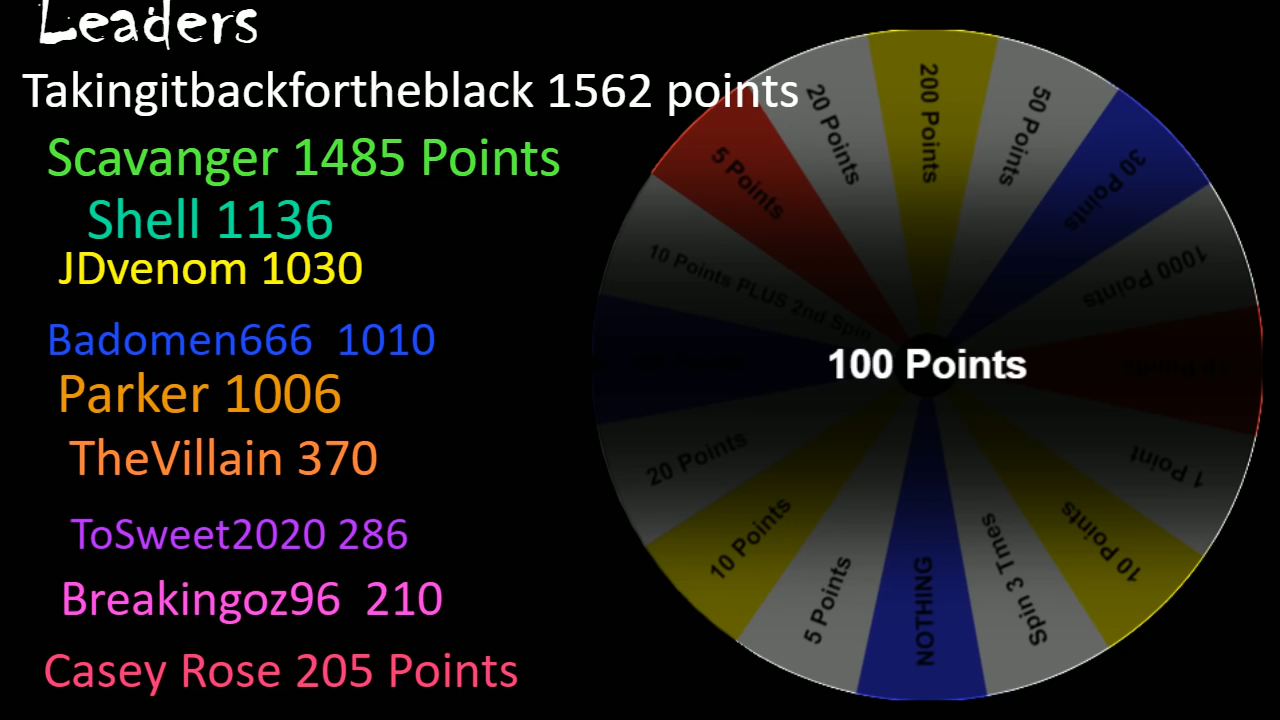 Leaders
Takingitbackfortheblack 1562 points
Scavanger 1485 Points
Shell 1136
JDvenom 1030
Badomen666 1010
Parker 1006
TheVillain 370
ToSweet2020 286
Breakingoz96 210
Casey Rose 205 Points
100 Points
200 Points
50 Points
30 Points
1000 Points
Points
1 Point
10 Points
Spin 3 Tmes
NOTHING
5 Points
10 Points
20 Points
10 Points PLUS 2nd Spin
5 Points
20 Points